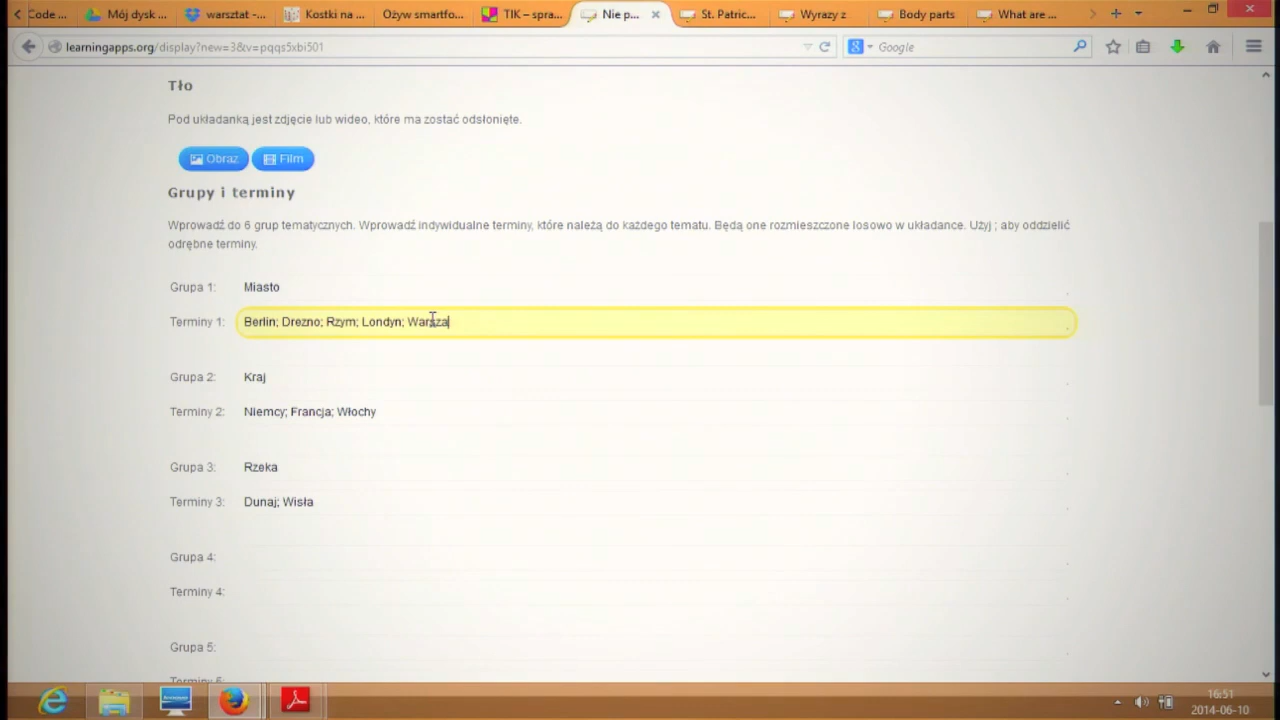 Code ... Mój dysk ... warsztat -... Kostki na ... Ożyw smartfo... TIK – spra... Nie p... St. Patric... Wyrazy z Body parts What are ...
learningapps.org/display?new=3&tv=pqqs5xbi501 Google
Tło
Pod układanką jest zdjęcie lub wideo, które ma zostać odsłonięte.
Obraz Film
Grupy i terminy
Wprowadź do 6 grup tematycznych. Wprowadź indywidualne terminy, które należą do każdego tematu. Będą one rozmieszczone losowo w układance. Użyj ; aby oddzielić
odrębne terminy.
Grupa 1: Miasto
Terminy 1: Berlin; Drezno; Rzym; Londyn; Warsza
Grupa 2: Kraj
Terminy 2: Niemcy; Francja; Włochy
Grupa 3: Rzeka
Terminy 3: Dunaj; Wisła
Grupa 4:
Terminy 4:
Grupa 5:
16:51
2014-06-10